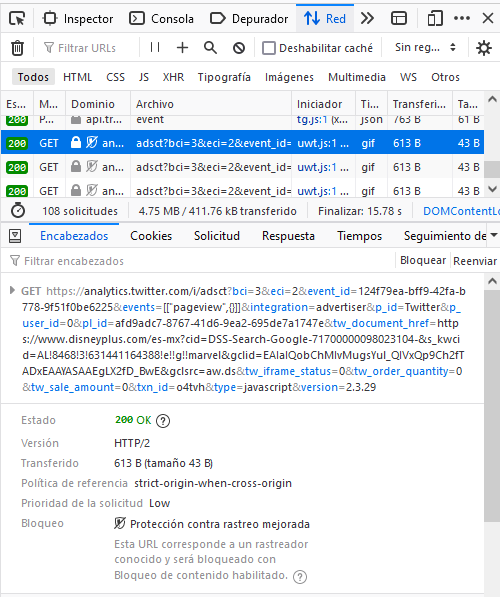 Inspector Consola Depurador Red
Filtrar URLs Deshabilitar caché Sin reg…
Todos HTML CSS JS XHR Tipografía Imágenes Multimedia WS Otros
Es… M… Dominio Archivo Iniciador Ti… Transferi… Ta…
200 P… api.tra… event tg.js:1 (x… json 763 B 61 B
200 GET an… adsct?bci=3&eci=2&event_id= uwt.js:1 … gif 613 B 43 B
200 GET an… adsct?bci=3&eci=2&event_id= uwt.js:1 … gif 613 B 43 B
200 GET an… adsct?bci=3&eci=2&event_id= uwt.js:1 … gif 613 B 43 B
108 solicitudes 4.75 MB / 411.76 kB transferido Finalizar: 15.78 s DOMContentLo
Encabezados Cookies Solicitud Respuesta Tiempos Seguimiento de
Filtrar encabezados Bloquear Reenviar
GET https://analytics.twitter.com/i/adsct?bci=3&eci=2&event_id=124f79ea-bff9-42fa-b
778-9f51f0be6225&events=[["pageview",{}]]&integration=advertiser&p_id=Twitter&p_
user_id=0&pl_id=afd9adc7-8767-41d6-9ea2-695de7a1747e&tw_document_href=http
s://www.disneyplus.com/es-mx?cid=DSS-Search-Google-71700000098023104-&s_kwc
id=AL!8468!3!631441164388!e!!g!!marvel&gclid=EAIaIQobChMIvMugsYuI_QIVxQp9Ch2fT
ADxEAAYASAAEgLX2fD_BwE&gclsrc=aw.ds&tw_iframe_status=0&tw_order_quantity=0
&tw_sale_amount=0&txn_id=o4tvh&type=javascript&version=2.3.29
Estado 200 OK ?
Versión HTTP/2
Transferido 613 B (tamaño 43 B)
Política de referencia strict-origin-when-cross-origin
Prioridad de la solicitud Low
Bloqueo Protección contra rastreo mejorada
Esta URL corresponde a un rastreador
conocido y será bloqueado con
Bloqueo de contenido habilitado. ?